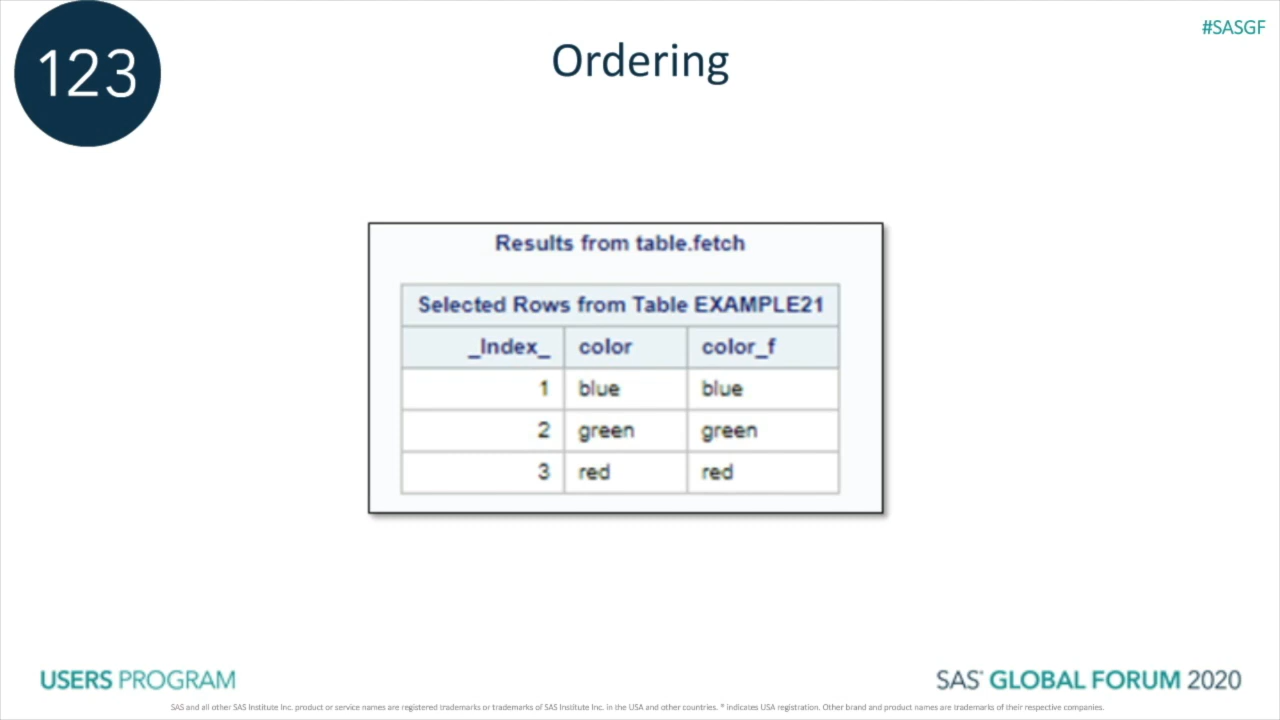 123
Ordering
#SASGF
Results from table.fetch
Selected Rows from Table EXAMPLE21
_Index_ color color_f
1 blue blue
2 green green
3 red red
USERS PROGRAM
SAS® GLOBAL FORUM 2020
SAS and all other SAS Institute Inc. product or service names are registered trademarks or trademarks of SAS Institute Inc. in the USA and other countries. ® indicates USA registration. Other brand and product names are trademarks of their respective companies.